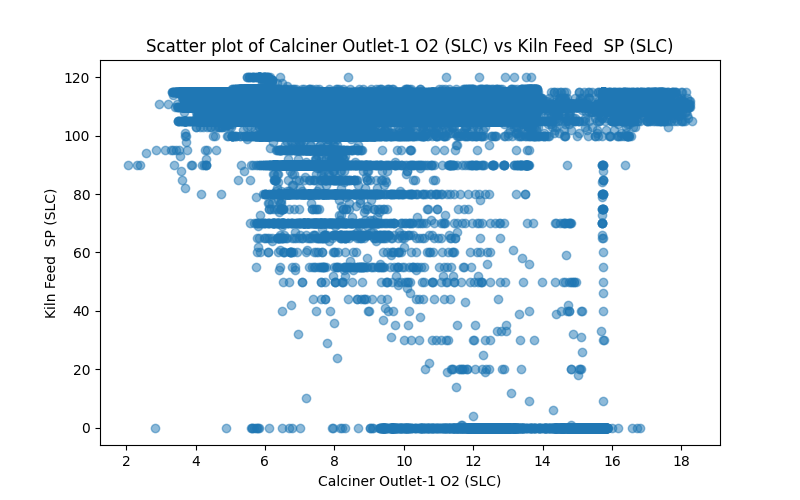 Scatter plot of Calciner Outlet-1 O2 (SLC) vs Kiln Feed  SP (SLC)
120
100
80
60
40
20
0
Kiln Feed  SP (SLC)
2 4 6 8 10 12 14 16 18
Calciner Outlet-1 O2 (SLC)